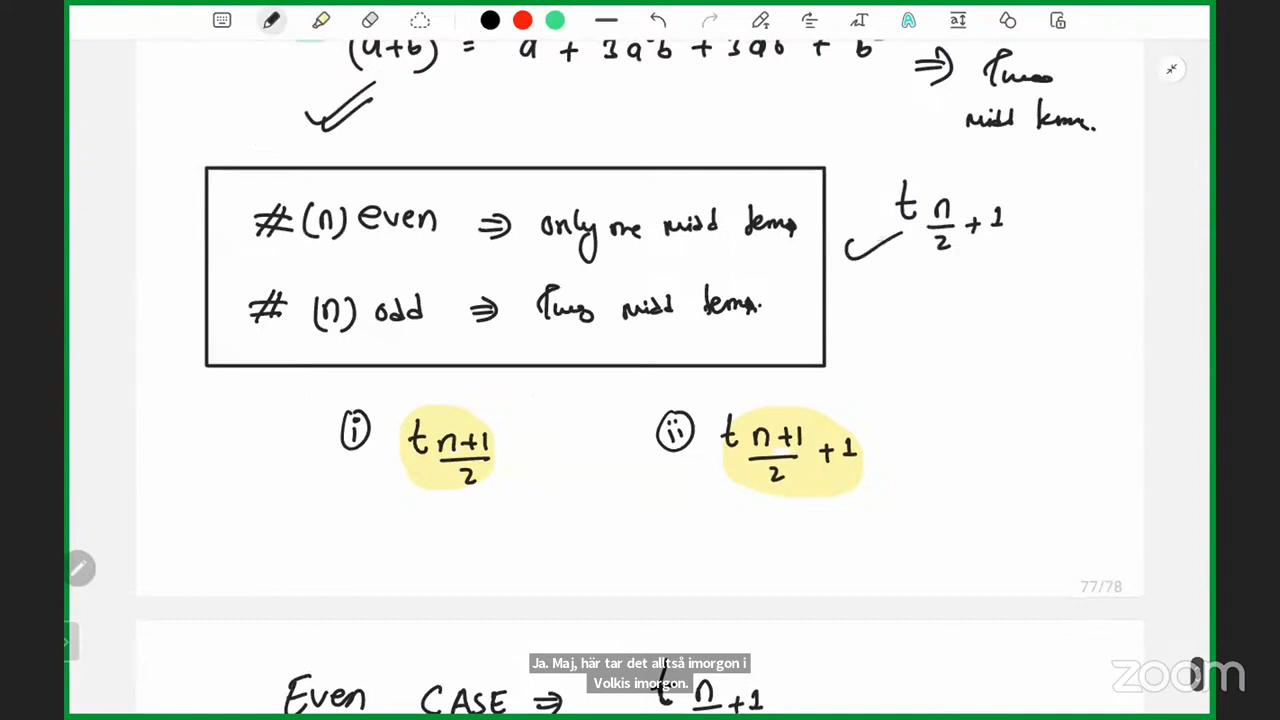 (a+b) = a + 3a b + 3ab + b ⇒ Two
midd term.
# (n) even ⇒ only one midd term
t n/2 + 1
# (n) odd ⇒ Two midd term.
(i) t n+1/2 (ii) t n+1/2 + 1
77/78
Ja. Maj, här tar det alltså imorgon i
Volkis imorgon.
Even CASE ⇒ t n +1
zoom